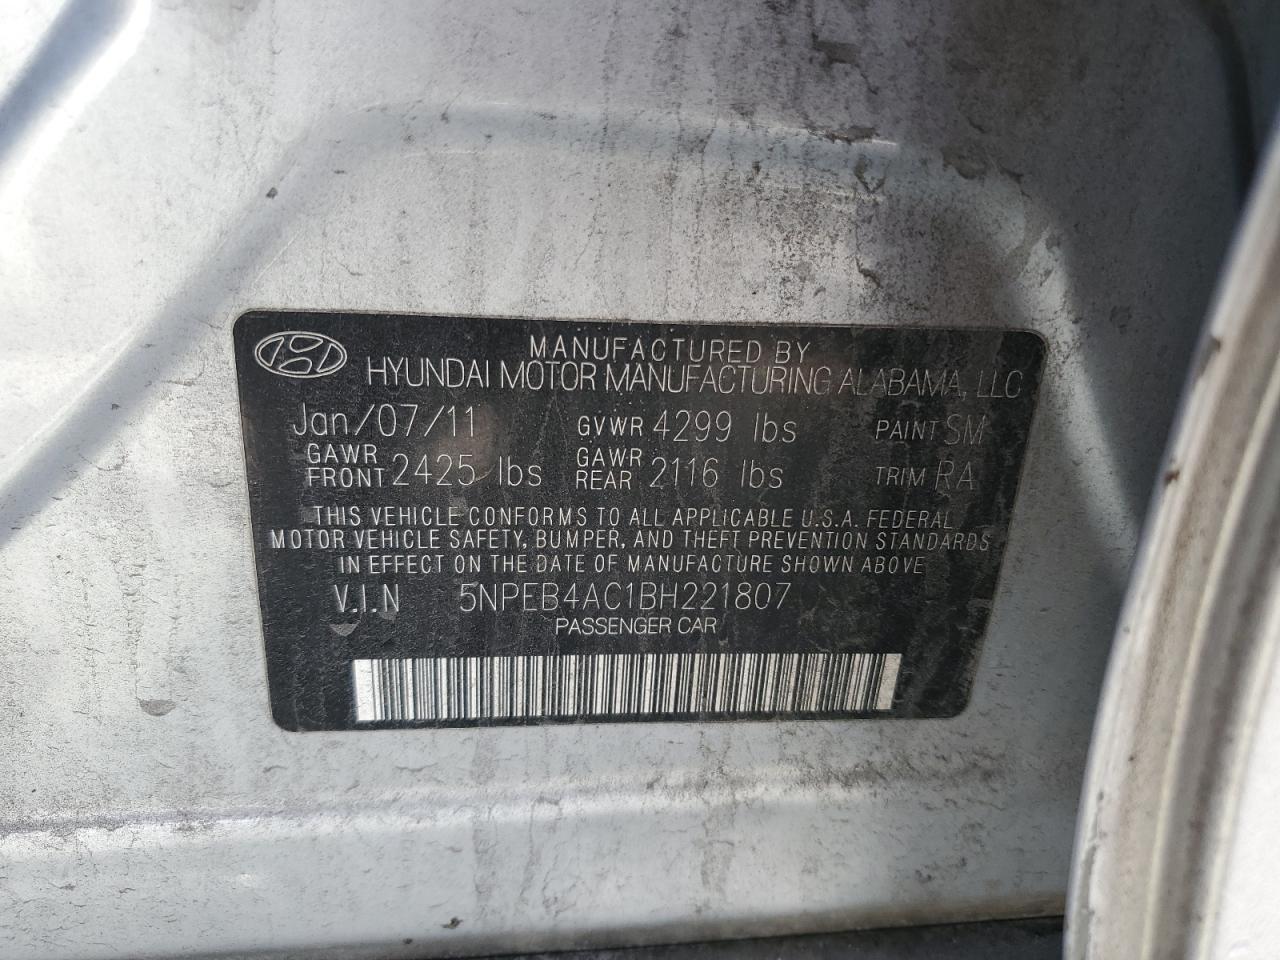 MANUFACTURED BY
HYUNDAI MOTOR MANUFACTURING ALABAMA, LLC
Jan/07/11 GVWR 4299 lbs PAINT SM
GAWR FRONT 2425 lbs GAWR REAR 2116 lbs TRIM RA
THIS VEHICLE CONFORMS TO ALL APPLICABLE U.S.A. FEDERAL
MOTOR VEHICLE SAFETY, BUMPER, AND THEFT PREVENTION STANDARDS
IN EFFECT ON THE DATE OF MANUFACTURE SHOWN ABOVE
V.I.N 5NPEB4AC1BH221807
PASSENGER CAR